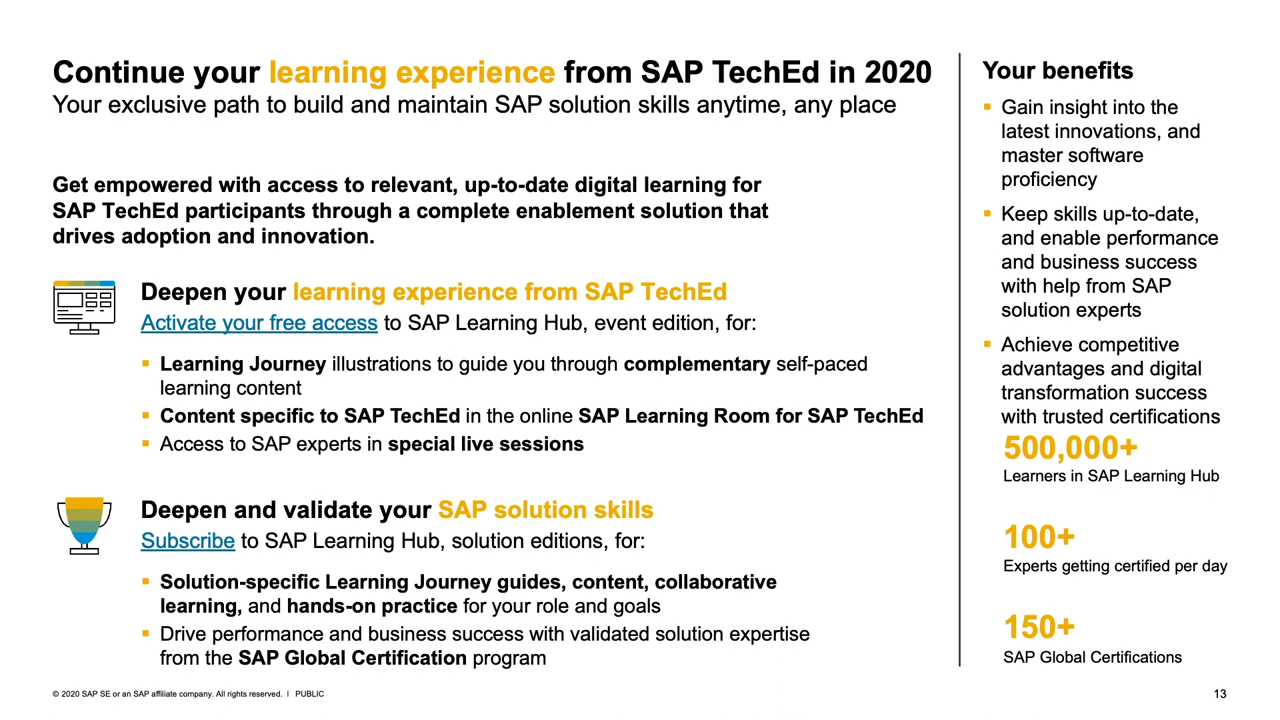 Continue your learning experience from SAP TechEd in 2020
Your exclusive path to build and maintain SAP solution skills anytime, any place
Get empowered with access to relevant, up-to-date digital learning for
SAP TechEd participants through a complete enablement solution that
drives adoption and innovation.
Deepen your learning experience from SAP TechEd
Activate your free access to SAP Learning Hub, event edition, for:
▪ Learning Journey illustrations to guide you through complementary self-paced
learning content
▪ Content specific to SAP TechEd in the online SAP Learning Room for SAP TechEd
▪ Access to SAP experts in special live sessions
Deepen and validate your SAP solution skills
Subscribe to SAP Learning Hub, solution editions, for:
▪ Solution-specific Learning Journey guides, content, collaborative
learning, and hands-on practice for your role and goals
▪ Drive performance and business success with validated solution expertise
from the SAP Global Certification program
Your benefits
▪ Gain insight into the
latest innovations, and
master software
proficiency
▪ Keep skills up-to-date,
and enable performance
and business success
with help from SAP
solution experts
▪ Achieve competitive
advantages and digital
transformation success
with trusted certifications
500,000+
Learners in SAP Learning Hub
100+
Experts getting certified per day
150+
SAP Global Certifications
© 2020 SAP SE or an SAP affiliate company. All rights reserved. I PUBLIC
13